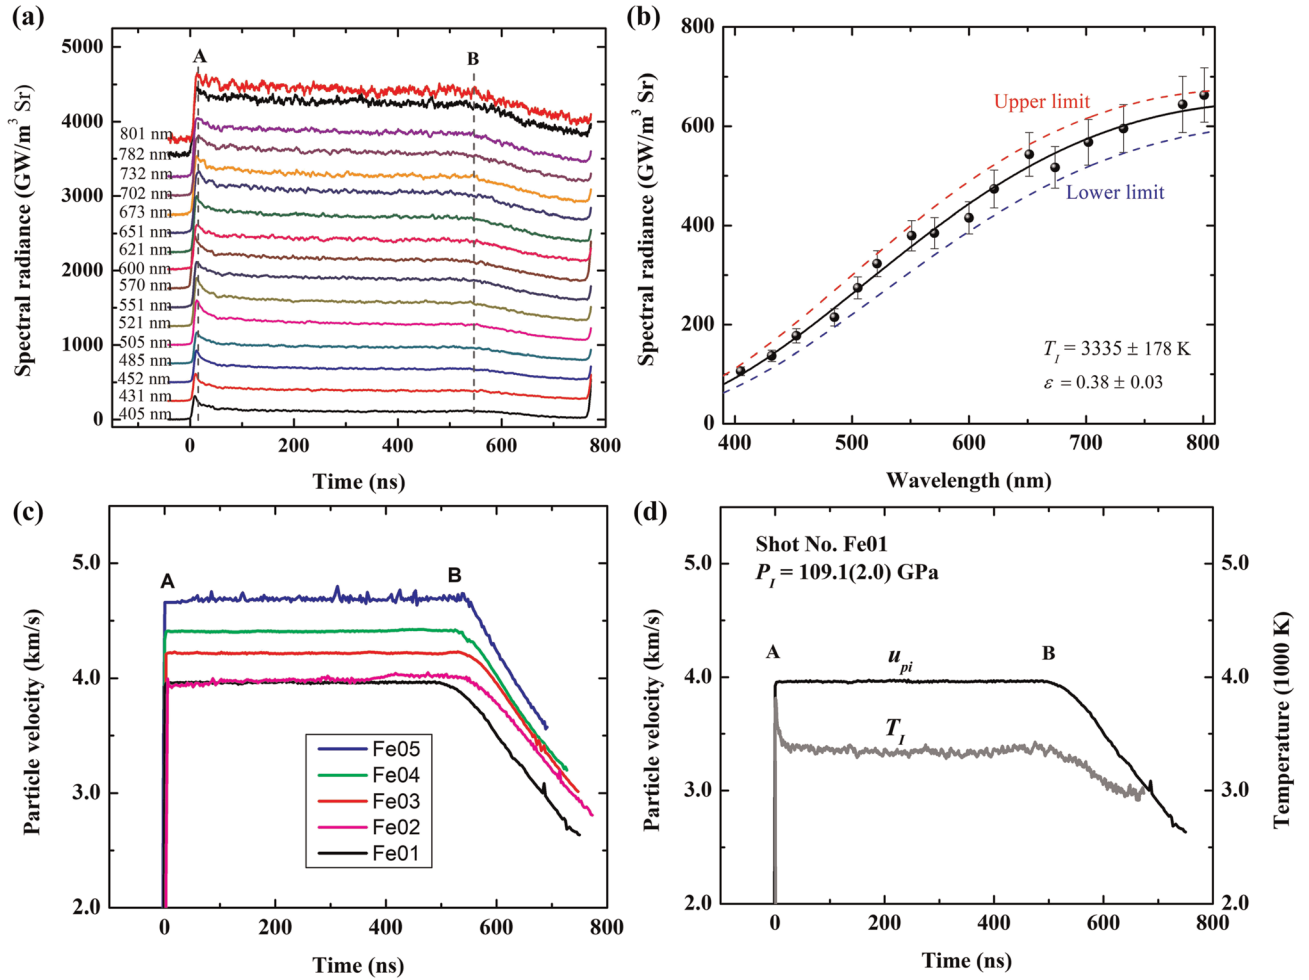 (a)
Spectral radiance (GW/m³ Sr)
5000
4000
3000
2000
1000
0
A
B
801 nm
782 nm
732 nm
702 nm
673 nm
651 nm
621 nm
600 nm
570 nm
551 nm
521 nm
505 nm
485 nm
452 nm
431 nm
405 nm
0 200 400 600 800
Time (ns)
(b)
Spectral radiance (GW/m³ Sr)
800
600
400
200
0
Upper limit
Lower limit
T_I = 3335 ± 178 K
ε = 0.38 ± 0.03
400 500 600 700 800
Wavelength (nm)
(c)
Particle velocity (km/s)
5.0
4.0
3.0
2.0
A
B
Fe05
Fe04
Fe03
Fe02
Fe01
0 200 400 600 800
Time (ns)
(d)
Particle velocity (km/s)
5.0
4.0
3.0
2.0
Shot No. Fe01
P_I = 109.1(2.0) GPa
A
B
u_pi
T_I
5.0
4.0
3.0
2.0
Temperature (1000 K)
0 200 400 600 800
Time (ns)